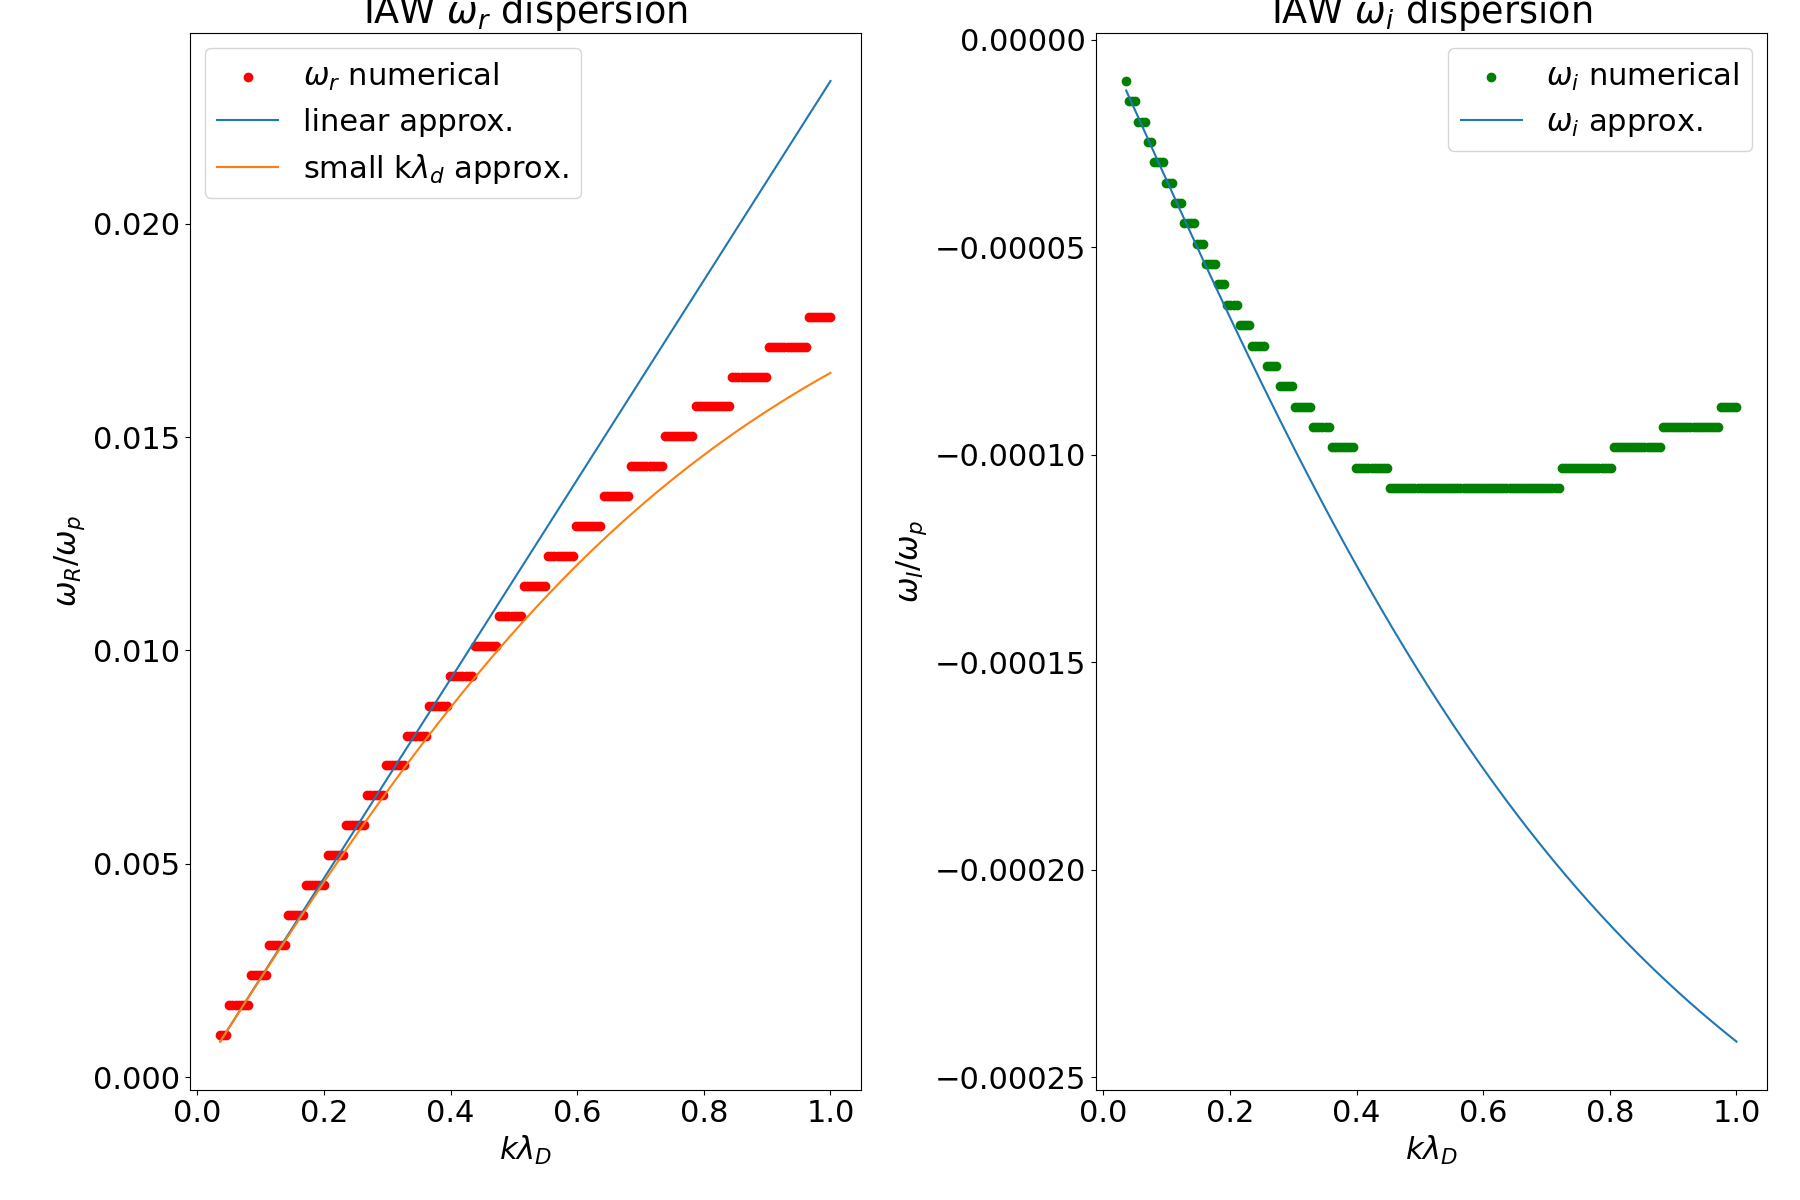 IAW ωr dispersion
ωr numerical
linear approx.
small kλd approx.
0.020
0.015
0.010
0.005
0.000
ωR/ωp
0.0 0.2 0.4 0.6 0.8 1.0
kλD
IAW ωi dispersion
ωi numerical
ωi approx.
0.00000
−0.00005
−0.00010
−0.00015
−0.00020
−0.00025
ωI/ωp
0.0 0.2 0.4 0.6 0.8 1.0
kλD